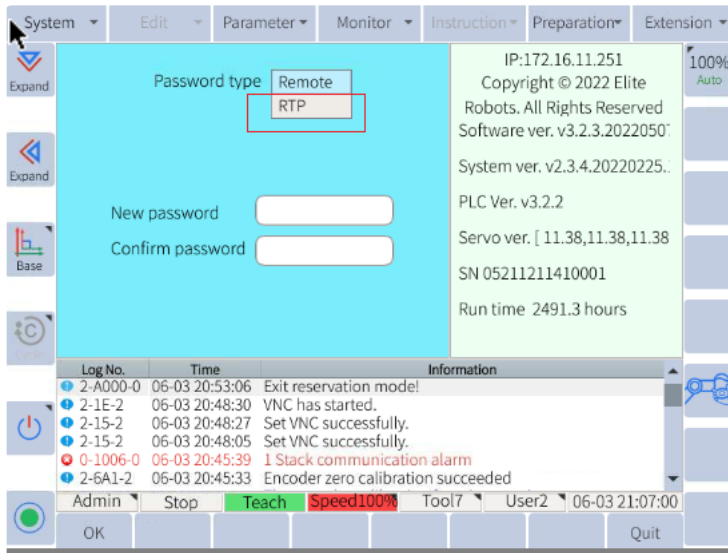 System Edit Parameter Monitor Instruction Preparation Extension
Expand
Expand
Base
Cycle
Password type Remote
RTP
New password
Confirm password
IP:172.16.11.251
Copyright © 2022 Elite
Robots. All Rights Reserved
Software ver. v3.2.3.20220507
System ver. v2.3.4.20220225.
PLC Ver. v3.2.2
Servo ver. [ 11.38,11.38,11.38
SN 05211211410001
Run time 2491.3 hours
100%
Auto
Log No. Time Information
2-A000-0 06-03 20:53:06 Exit reservation mode!
2-1E-2 06-03 20:48:30 VNC has started.
2-15-2 06-03 20:48:27 Set VNC successfully.
2-15-2 06-03 20:48:05 Set VNC successfully.
0-1006-0 06-03 20:45:39 1 Stack communication alarm
2-6A1-2 06-03 20:45:33 Encoder zero calibration succeeded
Admin Stop Teach Speed100% Tool7 User2 06-03 21:07:00
OK Quit